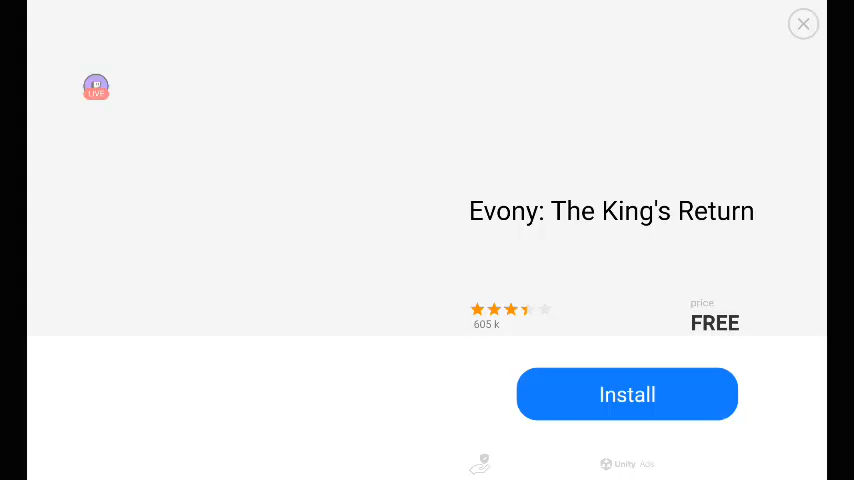 LIVE
Evony: The King's Return
605 k
price
FREE
Install
Unity Ads